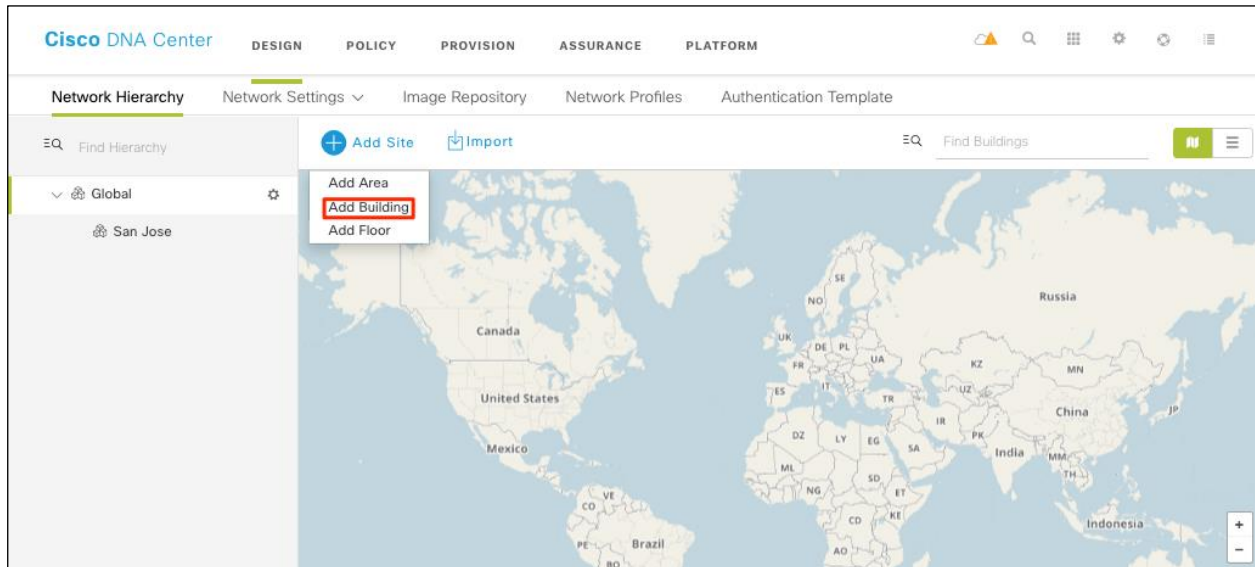 Cisco DNA Center DESIGN POLICY PROVISION ASSURANCE PLATFORM
Network Hierarchy Network Settings Image Repository Network Profiles Authentication Template
Find Hierarchy
Add Site Import Find Buildings
Global
San Jose
Add Area
Add Building
Add Floor
SE
NO
Russia
Canada
UK
DE PL
UA
FR
KZ
MN
ES
IT
UZ
United States
TR
China
JP
IR
DZ
LY
EG
PK
Mexico
SA
India
MM
ML
TH
SD
NG
ET
VE
CO
CD
KE
Indonesia
+
PE
Brazil
−
AO
BO